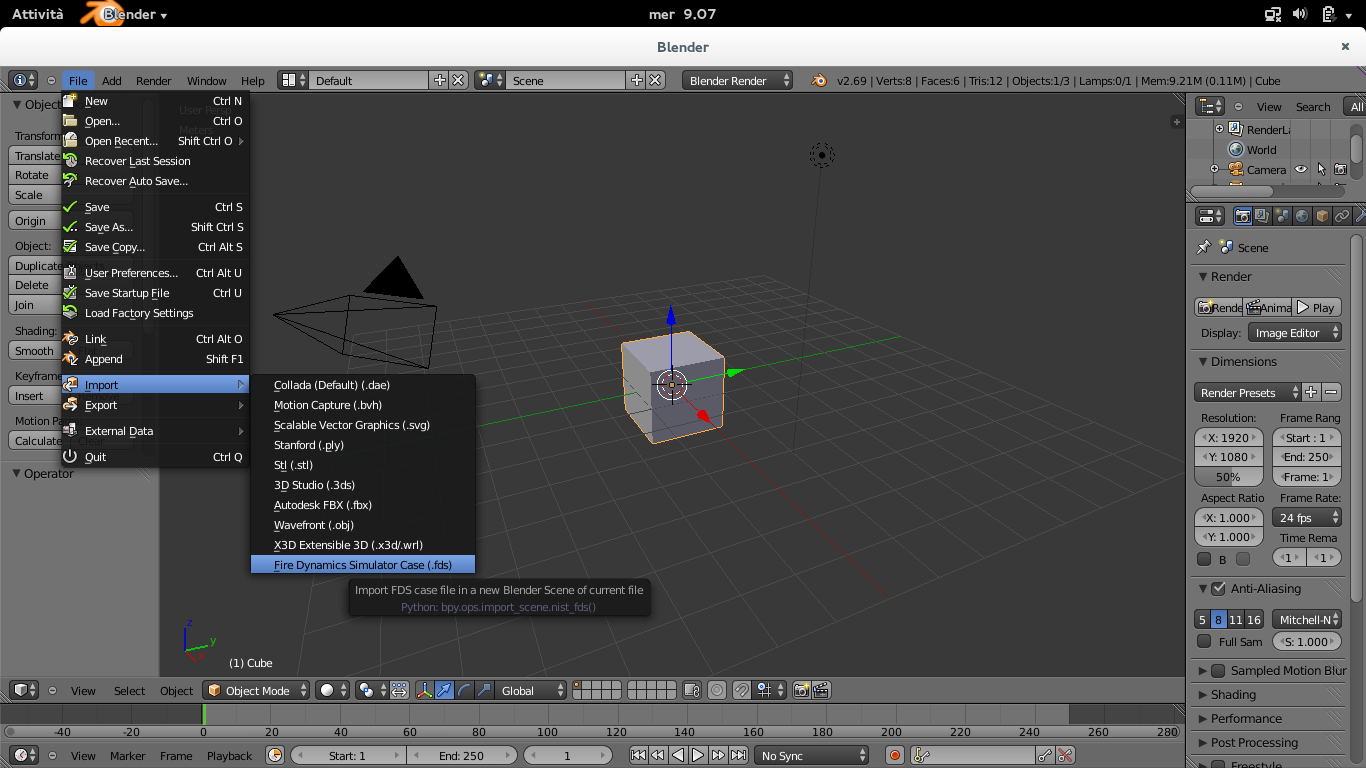 Attività Blender mer 9.07
Blender
File Add Render Window Help Default Scene Blender Render v2.69 | Verts:8 | Faces:6 | Tris:12 | Objects:1/3 | Lamps:0/1 | Mem:9.21M (0.11M) | Cube
New Ctrl N
Open... Ctrl O
Open Recent... Shift Ctrl O
Recover Last Session
Recover Auto Save...
Save Ctrl S
Save As... Shift Ctrl S
Save Copy... Ctrl Alt S
User Preferences... Ctrl Alt U
Save Startup File Ctrl U
Load Factory Settings
Link Ctrl Alt O
Append Shift F1
Import
Export
External Data
Quit Ctrl Q
Collada (Default) (.dae)
Motion Capture (.bvh)
Scalable Vector Graphics (.svg)
Stanford (.ply)
Stl (.stl)
3D Studio (.3ds)
Autodesk FBX (.fbx)
Wavefront (.obj)
X3D Extensible 3D (.x3d/.wrl)
Fire Dynamics Simulator Case (.fds)
Import FDS case file in a new Blender Scene of current file
Python: bpy.ops.import_scene.nist_fds()
Objec
Transform
Translate
Rotate
Scale
Origin
Object:
Duplicate
Delete
Join
Shading:
Smooth
Keyframe
Insert
Motion Pa
Calculate
Operator
z
y
x
(1) Cube
View Search All
RenderLa
World
Camera
Scene
Render
Rende Anima Play
Display: Image Editor
Dimensions
Render Presets
Resolution: Frame Rang
X: 1920 Start : 1
Y: 1080 End: 250
50% Frame: 1
Aspect Ratio Frame Rate:
X: 1.000 24 fps
Y: 1.000 Time Rema
B 1 1
Anti-Aliasing
5 8 11 16 Mitchell-N
Full Sam S: 1.000
Sampled Motion Blur
Shading
Performance
Post Processing
Freestyle
View Select Object Object Mode Global
-40 -20 0 20 40 60 80 100 120 140 160 180 200 220 240 260 280
View Marker Frame Playback Start: 1 End: 250 1 No Sync